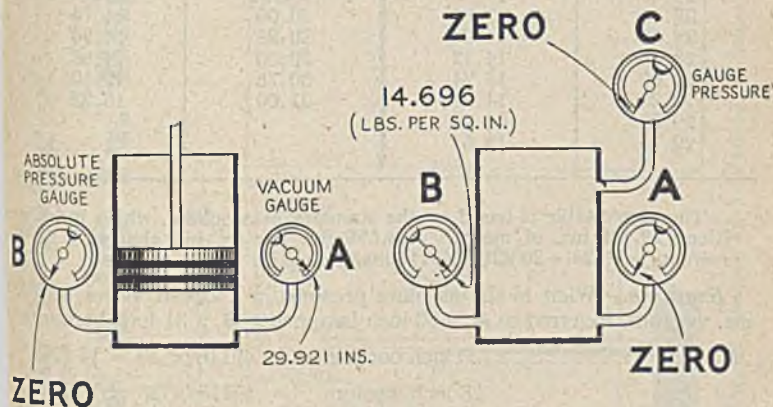 ZERO
C
GAUGE
PRESSURE
14.696
(LBS. PER SQ. IN.)
ABSOLUTE
PRESSURE
GAUGE
VACUUM
GAUGE
B
A
B
A
29.921 INS.
ZERO
ZERO